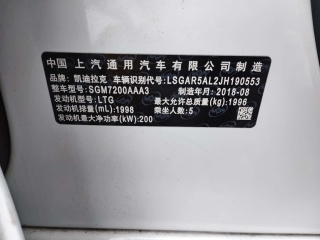 中国 上汽通用汽车有限公司制造
品牌：凯迪拉克 车辆识别代号：LSGAR5AL2JH190553
整车型号：SGM7200AAA3 制造年月：2018-08
发动机型号：LTG 最大允许总质量(kg)：1996
发动机排量(mL)：1998 乘坐人数：5
发动机最大净功率(kW)：200